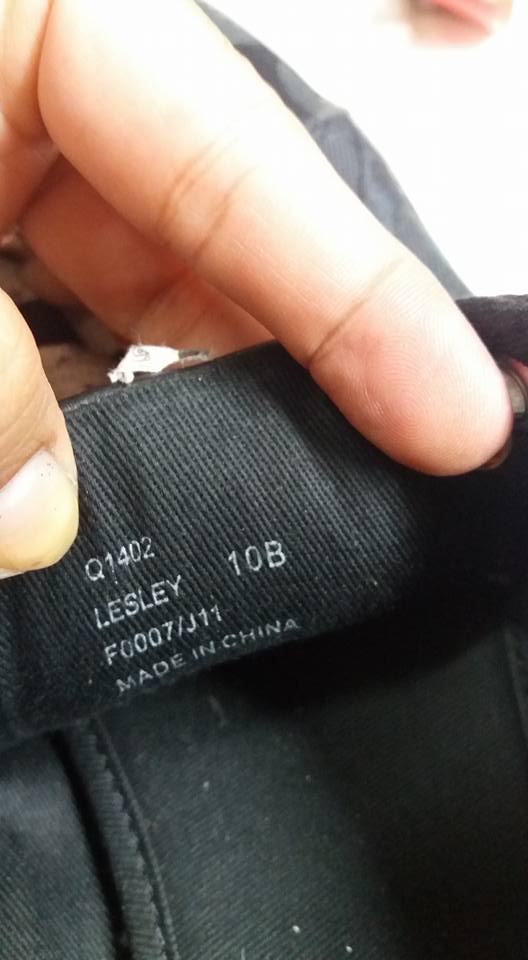 Q1402
LESLEY 10B
F0007/J11
MADE IN CHINA